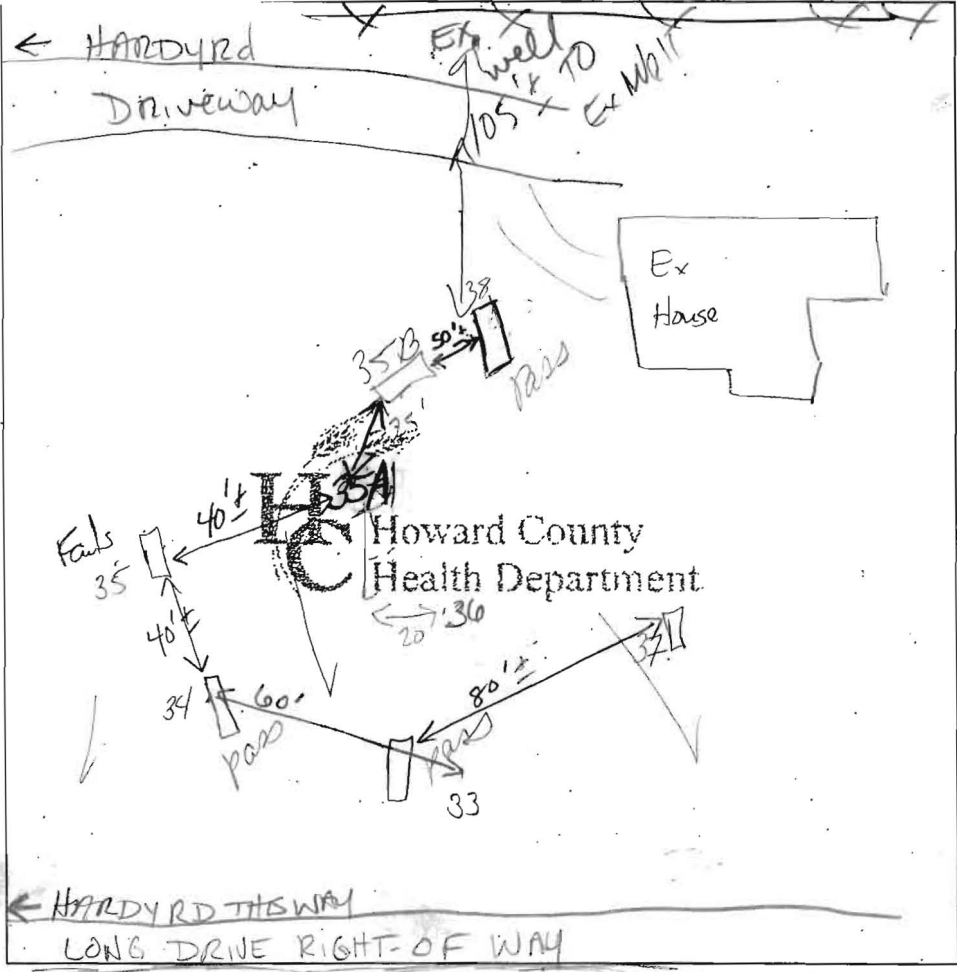 ← HARDY Rd
DRiveway
Ex
well
105'± TO
Ex Well
Ex
House
38
50'±
35B
pass
35'
35A
40'±
Fails
35
40'±
HC Howard County
Health Department
20'
36
37
80'±
34
60'
pass
pass
33
← HARDY RD THIS WAY
LONG DRIVE RIGHT-OF WAY